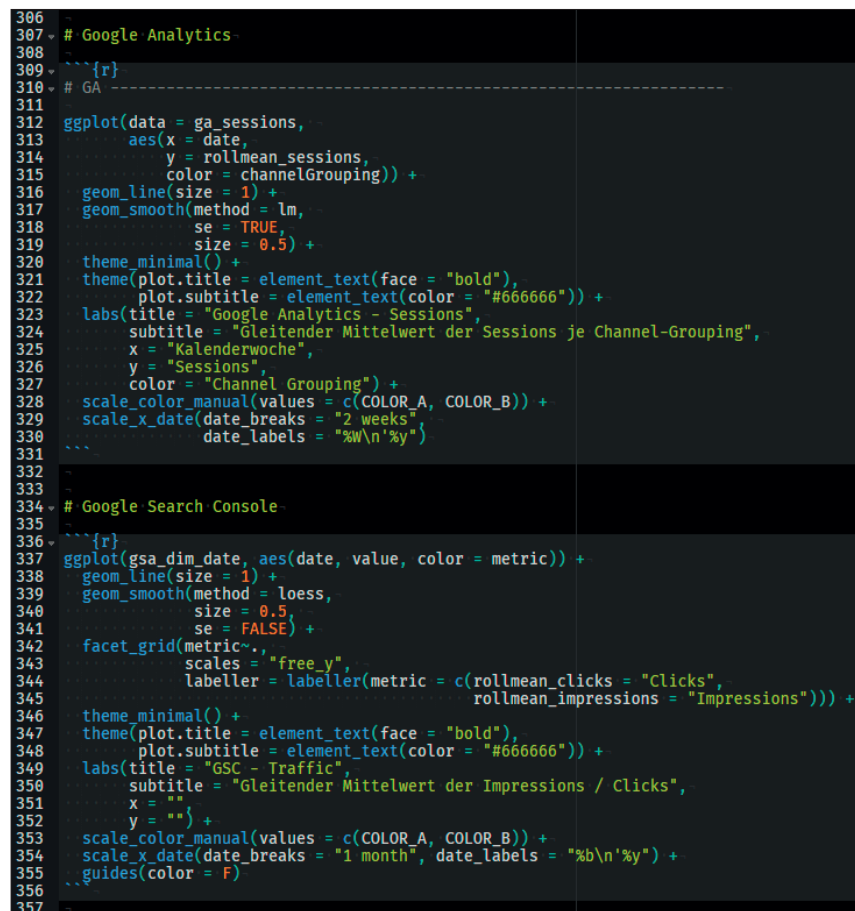 306
307 # Google Analytics
308
309 ```{r}
310 # GA --------------------------------------------------------------------
311
312 ggplot(data = ga_sessions,
313        aes(x = date,
314            y = rollmean_sessions,
315            color = channelGrouping)) +
316   geom_line(size = 1) +
317   geom_smooth(method = lm,
318               se = TRUE,
319               size = 0.5) +
320   theme_minimal() +
321   theme(plot.title = element_text(face = "bold"),
322         plot.subtitle = element_text(color = "#666666")) +
323   labs(title = "Google Analytics - Sessions",
324        subtitle = "Gleitender Mittelwert der Sessions je Channel-Grouping",
325        x = "Kalenderwoche",
326        y = "Sessions",
327        color = "Channel Grouping") +
328   scale_color_manual(values = c(COLOR_A, COLOR_B)) +
329   scale_x_date(date_breaks = "2 weeks",
330                date_labels = "%W\n'%y")
331 ```
332
333
334 # Google Search Console
335
336 ```{r}
337 ggplot(gsa_dim_date, aes(date, value, color = metric)) +
338   geom_line(size = 1) +
339   geom_smooth(method = loess,
340               size = 0.5,
341               se = FALSE) +
342   facet_grid(metric~.,
343              scales = "free_y",
344              labeller = labeller(metric = c(rollmean_clicks = "Clicks",
345                                             rollmean_impressions = "Impressions"))) +
346   theme_minimal() +
347   theme(plot.title = element_text(face = "bold"),
348         plot.subtitle = element_text(color = "#666666")) +
349   labs(title = "GSC - Traffic",
350        subtitle = "Gleitender Mittelwert der Impressions / Clicks",
351        x = "",
352        y = "") +
353   scale_color_manual(values = c(COLOR_A, COLOR_B)) +
354   scale_x_date(date_breaks = "1 month", date_labels = "%b\n'%y") +
355   guides(color = F)
356 ```
357